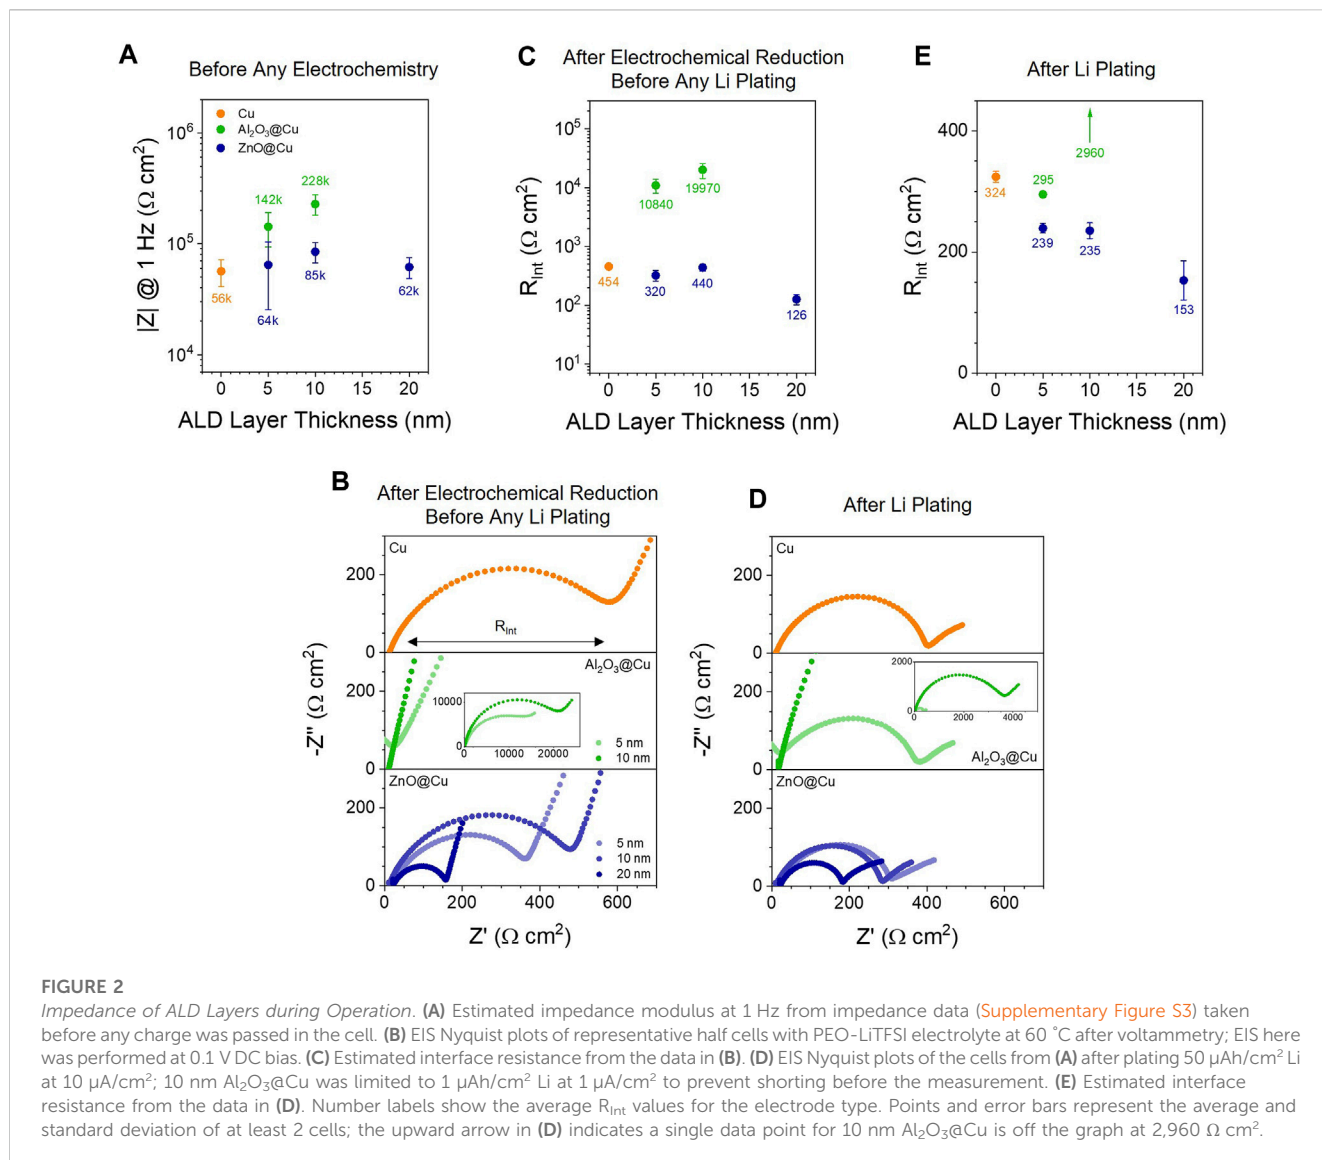 A
Before Any Electrochemistry
Cu
Al₂O₃@Cu
ZnO@Cu
|Z| @ 1 Hz (Ω cm²)
10⁶
10⁵
10⁴
56k
142k
64k
228k
85k
62k
0 5 10 20
ALD Layer Thickness (nm)
C
After Electrochemical Reduction
Before Any Li Plating
R_Int (Ω cm²)
10⁵
10⁴
10³
10²
10¹
454
10840
320
19970
440
126
0 5 10 20
ALD Layer Thickness (nm)
E
After Li Plating
R_Int (Ω cm²)
400
200
0
324
295
239
2960
235
153
0 5 10 20
ALD Layer Thickness (nm)
B
After Electrochemical Reduction
Before Any Li Plating
-Z" (Ω cm²)
Cu
200
0
R_Int
Al₂O₃@Cu
200
0
10000
0
0 10000 20000
5 nm
10 nm
ZnO@Cu
200
0
5 nm
10 nm
20 nm
0 200 400 600
Z' (Ω cm²)
D
After Li Plating
-Z" (Ω cm²)
Cu
200
0
200
0
2000
0
0 2000 4000
Al₂O₃@Cu
ZnO@Cu
200
0
0 200 400 600
Z' (Ω cm²)
FIGURE 2
Impedance of ALD Layers during Operation. (A) Estimated impedance modulus at 1 Hz from impedance data (Supplementary Figure S3) taken
before any charge was passed in the cell. (B) EIS Nyquist plots of representative half cells with PEO-LiTFSI electrolyte at 60 °C after voltammetry; EIS here
was performed at 0.1 V DC bias. (C) Estimated interface resistance from the data in (B). (D) EIS Nyquist plots of the cells from (A) after plating 50 μAh/cm² Li
at 10 μA/cm²; 10 nm Al₂O₃@Cu was limited to 1 μAh/cm² Li at 1 μA/cm² to prevent shorting before the measurement. (E) Estimated interface
resistance from the data in (D). Number labels show the average R_Int values for the electrode type. Points and error bars represent the average and
standard deviation of at least 2 cells; the upward arrow in (D) indicates a single data point for 10 nm Al₂O₃@Cu is off the graph at 2,960 Ω cm².